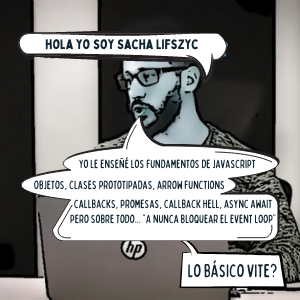 HOLA YO SOY SACHA LIFSZYC
YO LE ENSEÑÉ LOS FUNDAMENTOS DE JAVASCRIPT
OBJETOS, CLASES PROTOTIPADAS, ARROW FUNCTIONS
CALLBACKS, PROMESAS, CALLBACK HELL, ASYNC AWAIT
PERO SOBRE TODO... "A NUNCA BLOQUEAR EL EVENT LOOP"
hp
LO BÁSICO VITE?